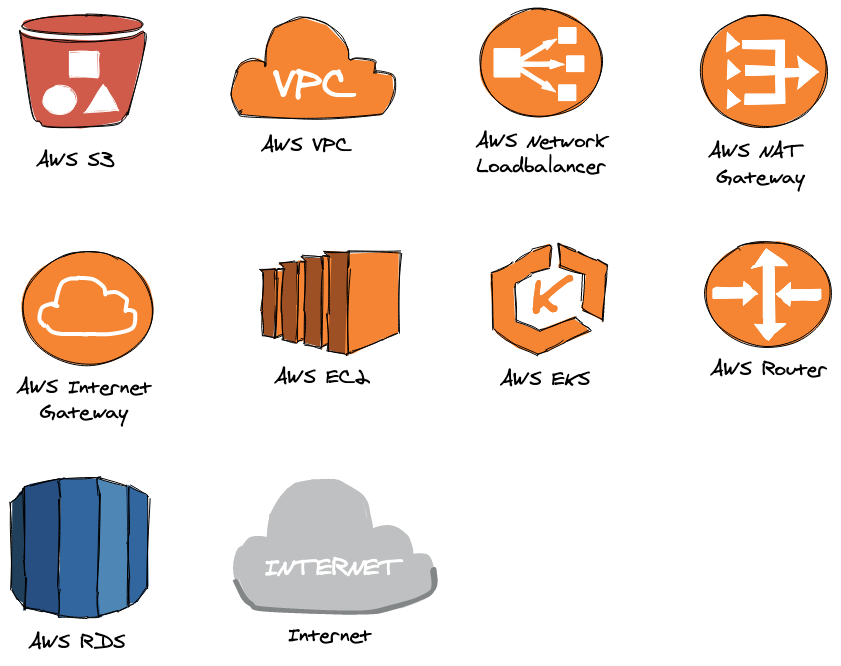 VPC
AWS S3
AWS VPC
AWS Network
Loadbalancer
AWS NAT
Gateway
K
AWS Internet
Gateway
AWS EC2
AWS EKS
AWS Router
INTERNET
AWS RDS
Internet